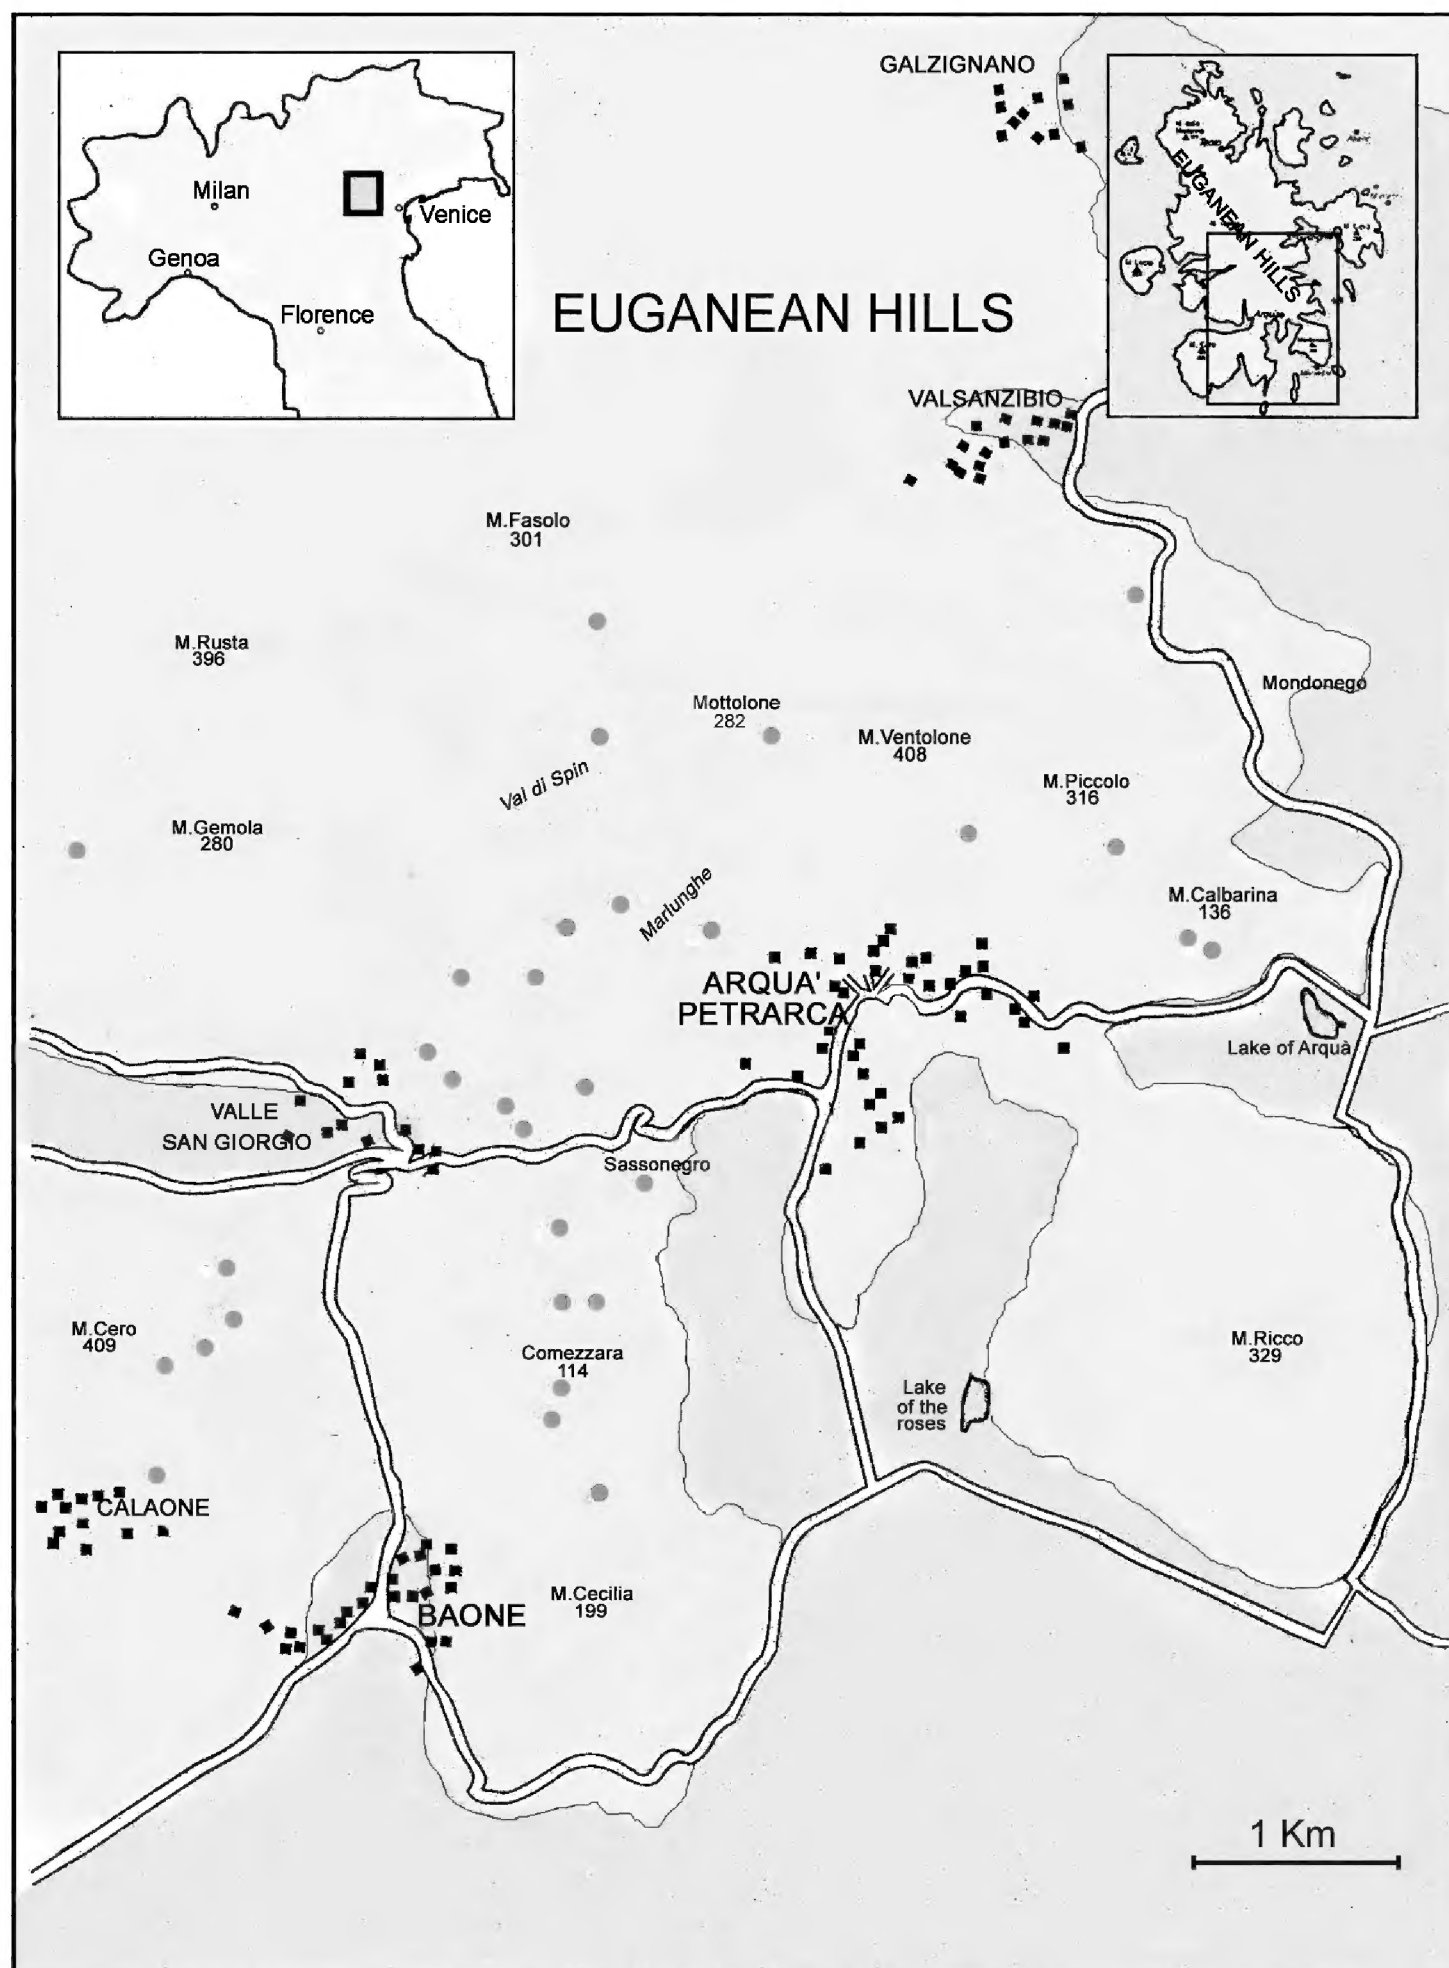 GALZIGNANO
Milan
Venice
Genoa
Florence
EUGANEAN HILLS
EUGANEAN HILLS
VALSANZIBIO
M.Fasolo
301
M.Rusta
396
Mondonego
Mottolone
282
M.Ventolone
408
Val di Spin
M.Piccolo
316
M.Gemola
280
Marlunghe
M.Calbarina
136
ARQUA'
PETRARCA
Lake of Arquà
VALLE
SAN GIORGIO
Sassonegro
M.Cero
409
Comezzara
114
M.Ricco
329
Lake
of the
roses
CALAONE
M.Cecilia
199
BAONE
1 Km